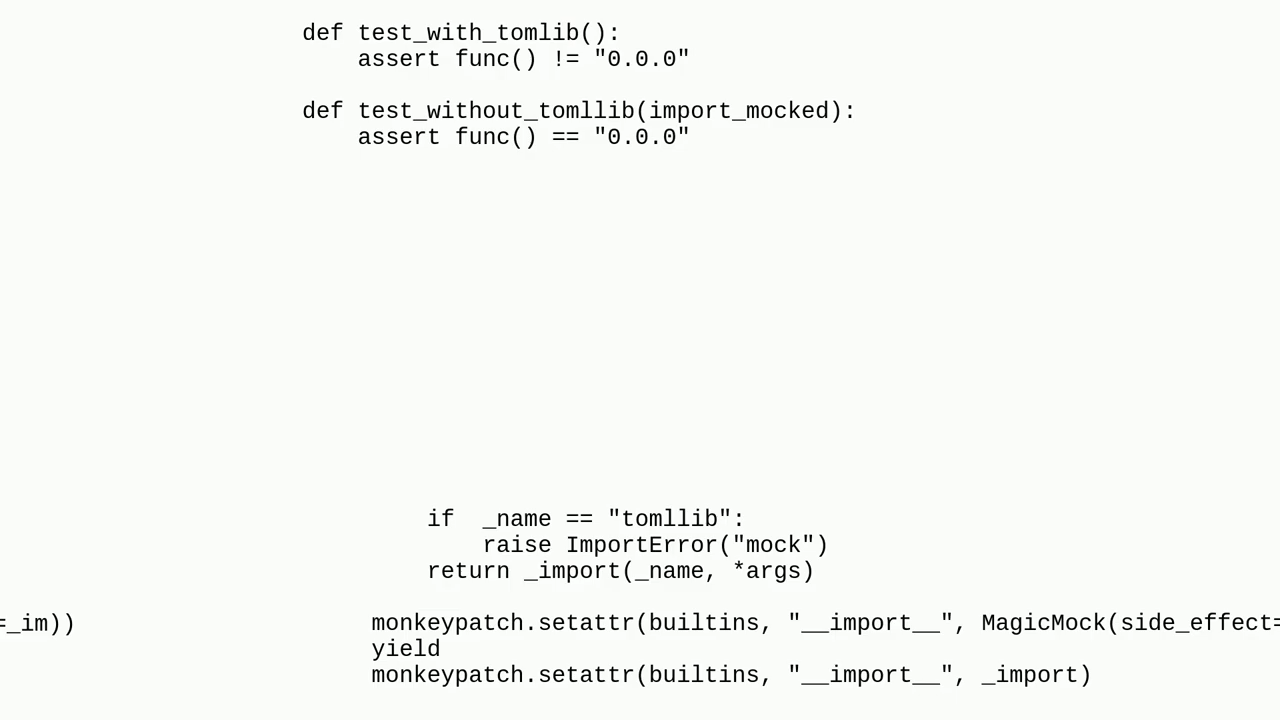 def test_with_tomlib():
    assert func() != "0.0.0"
def test_without_tomllib(import_mocked):
    assert func() == "0.0.0"
if  _name == "tomllib":
    raise ImportError("mock")
return _import(_name, *args)
monkeypatch.setattr(builtins, "__import__", MagicMock(side_effect=
=_im))
yield
monkeypatch.setattr(builtins, "__import__", _import)